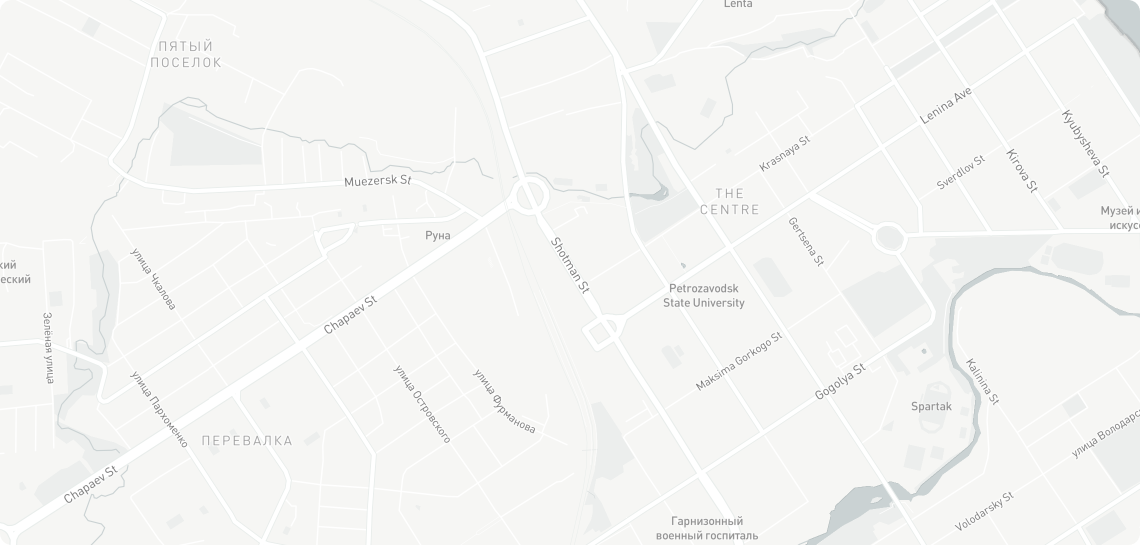 Lenta
ПЯТЫЙ
ПОСЕЛОК
Lenina Ave
Kyubysheva St
Krasnaya St
Kirova St
Sverdlov St
Muezersk St
THE
CENTRE
Музей и
искусс
Руна
Gertsena St
улица Чкалова
Shotman St
кий
еский
Petrozavodsk
State University
Chapaev St
Зелёная улица
Maksima Gorkogo St
Gogolya St
Kalinina St
улица Островского
улица Фурманова
улица Пархоменко
Spartak
улица Володарс
ПЕРЕВАЛКА
Chapaev St
Volodarsky St
Гарнизонный
военный госпиталь